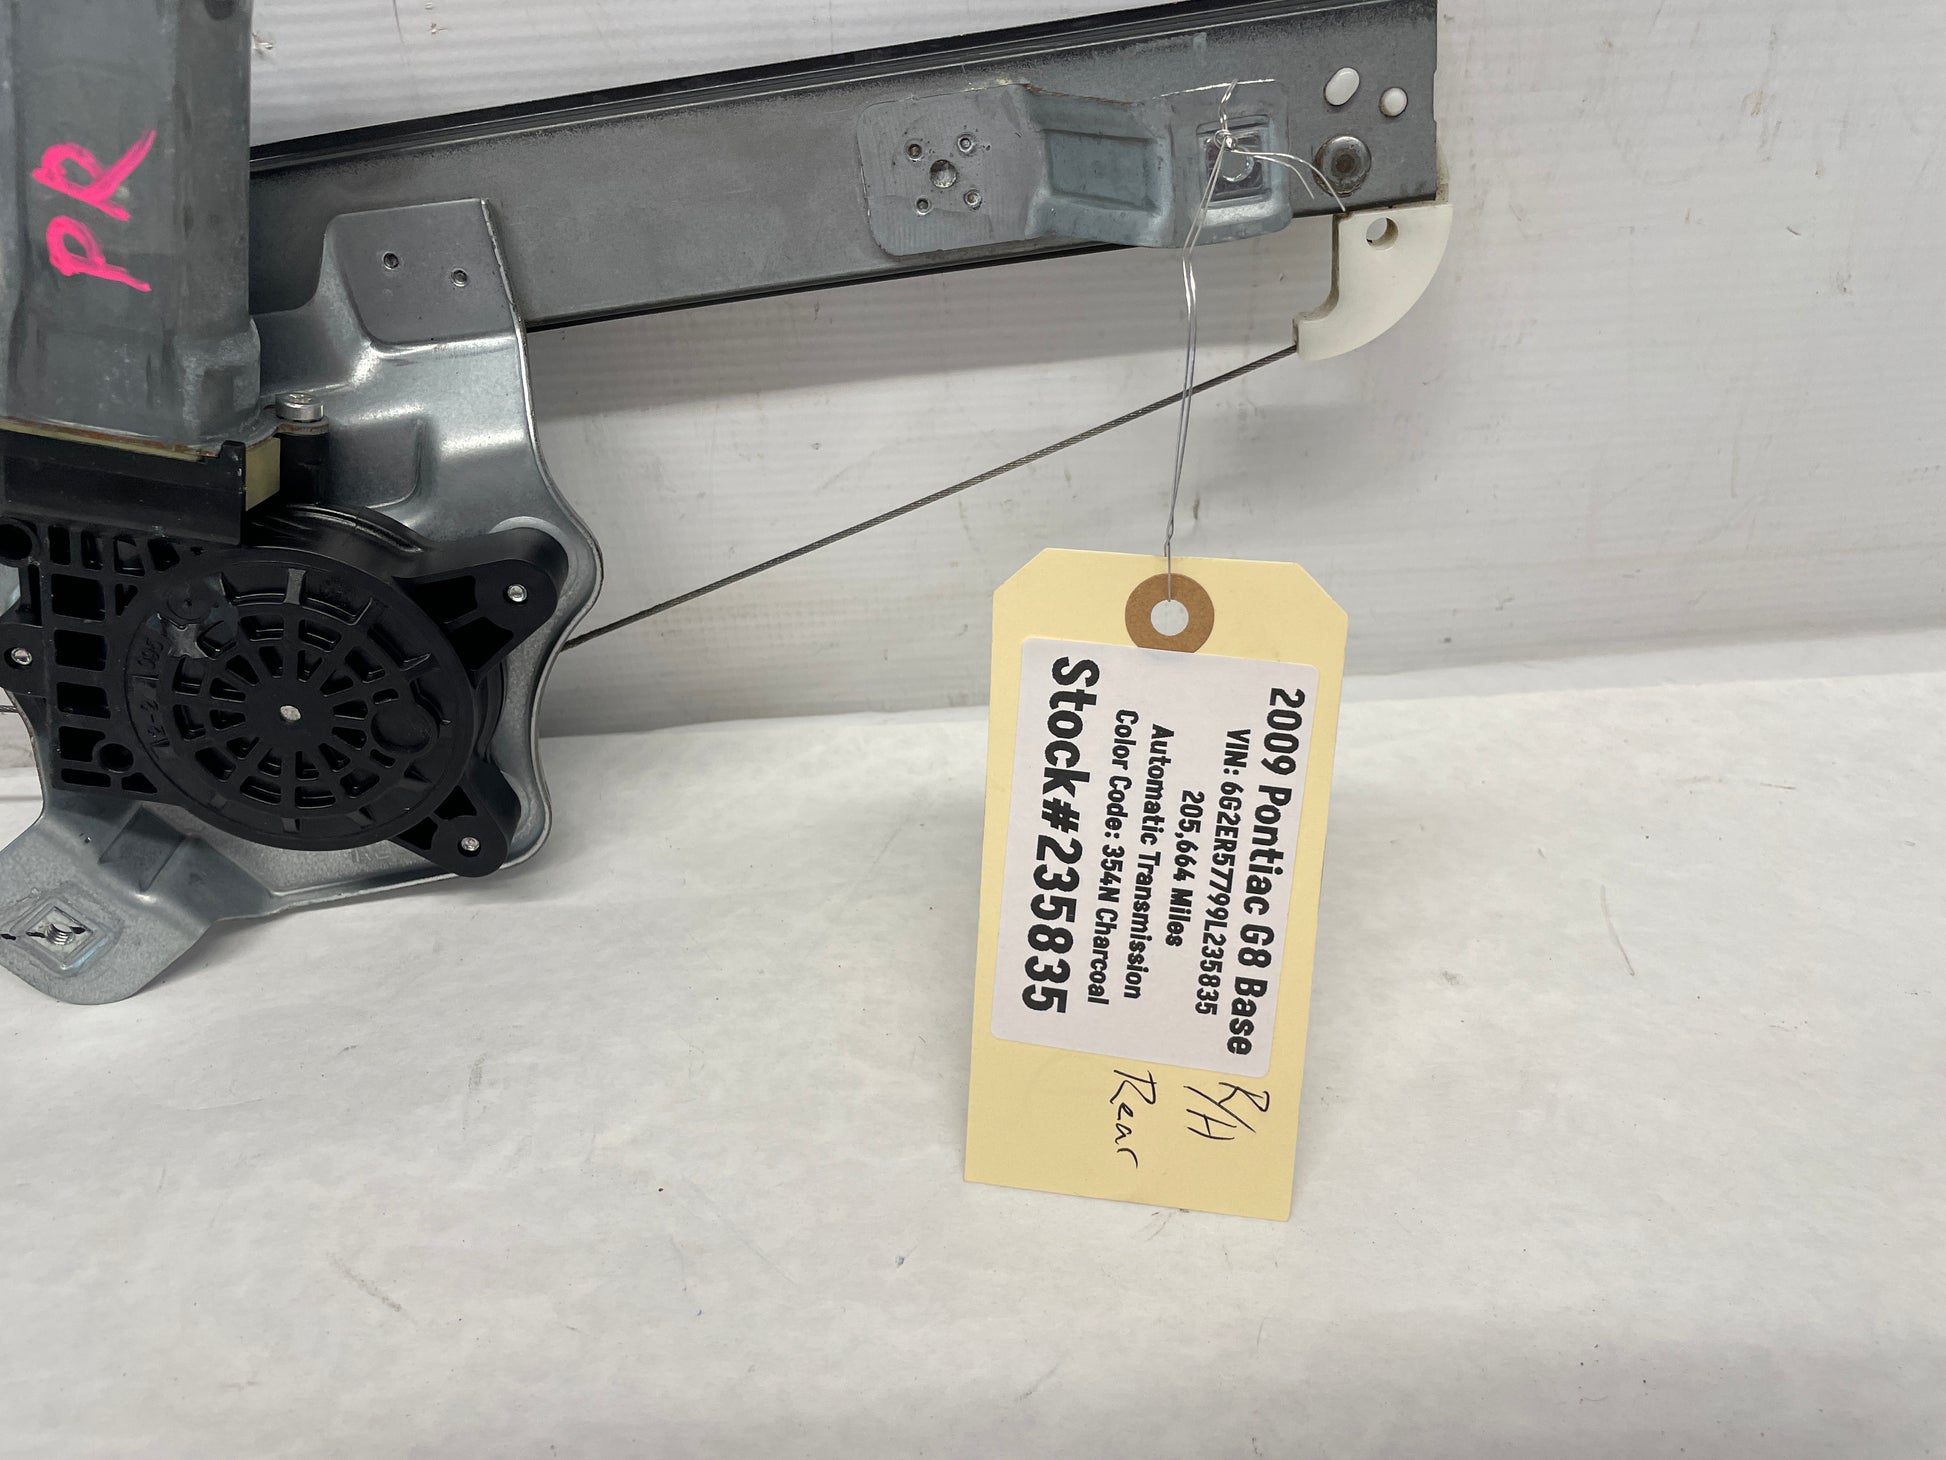 PR
2009 Pontiac G8 Base
VIN: 6G2ER57799L235835
205,664 Miles
Automatic Transmission
Color Code: 354N Charcoal
Stock#235835
R/H
Rear